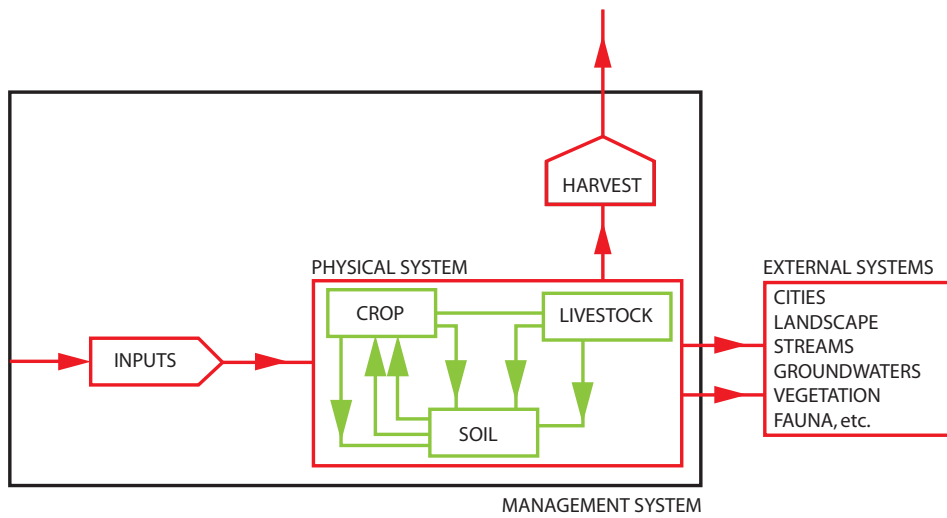 HARVEST
PHYSICAL SYSTEM
EXTERNAL SYSTEMS
CROP
LIVESTOCK
CITIES
LANDSCAPE
STREAMS
GROUNDWATERS
VEGETATION
FAUNA, etc.
INPUTS
SOIL
MANAGEMENT SYSTEM